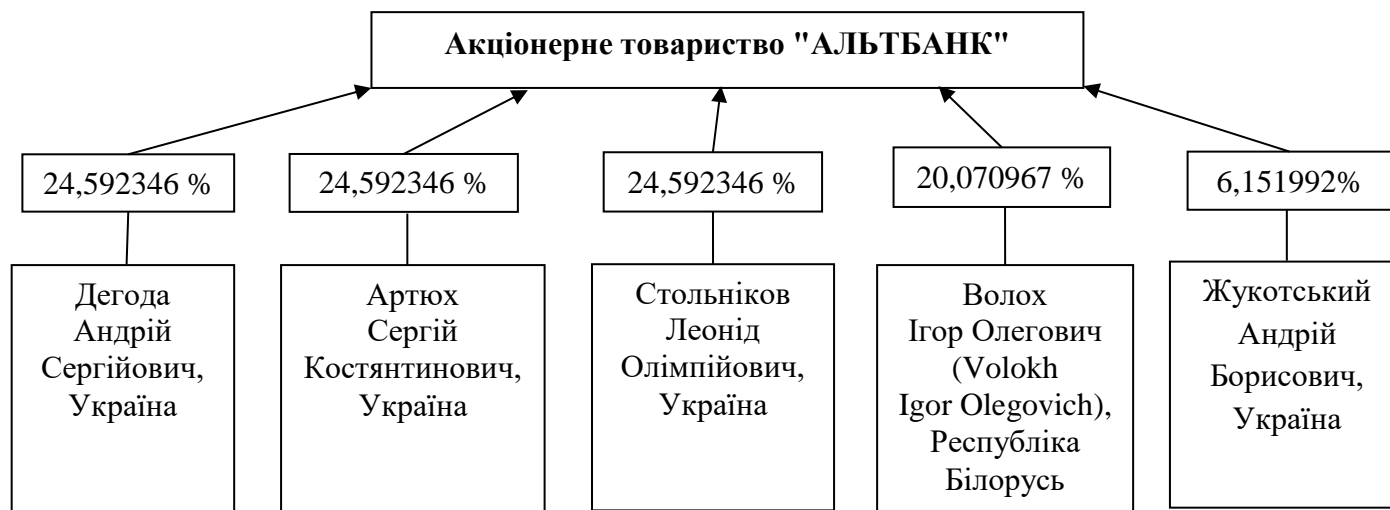 Акціонерне товариство "АЛЬТБАНК"
24,592346 %
24,592346 %
24,592346 %
20,070967 %
6,151992%
Дегода
Андрій
Сергійович,
Україна
Артюх
Сергій
Костянтинович,
Україна
Стольніков
Леонід
Олімпійович,
Україна
Волох
Ігор Олегович
(Volokh
Igor Olegovich),
Республіка
Білорусь
Жукотський
Андрій
Борисович,
Україна